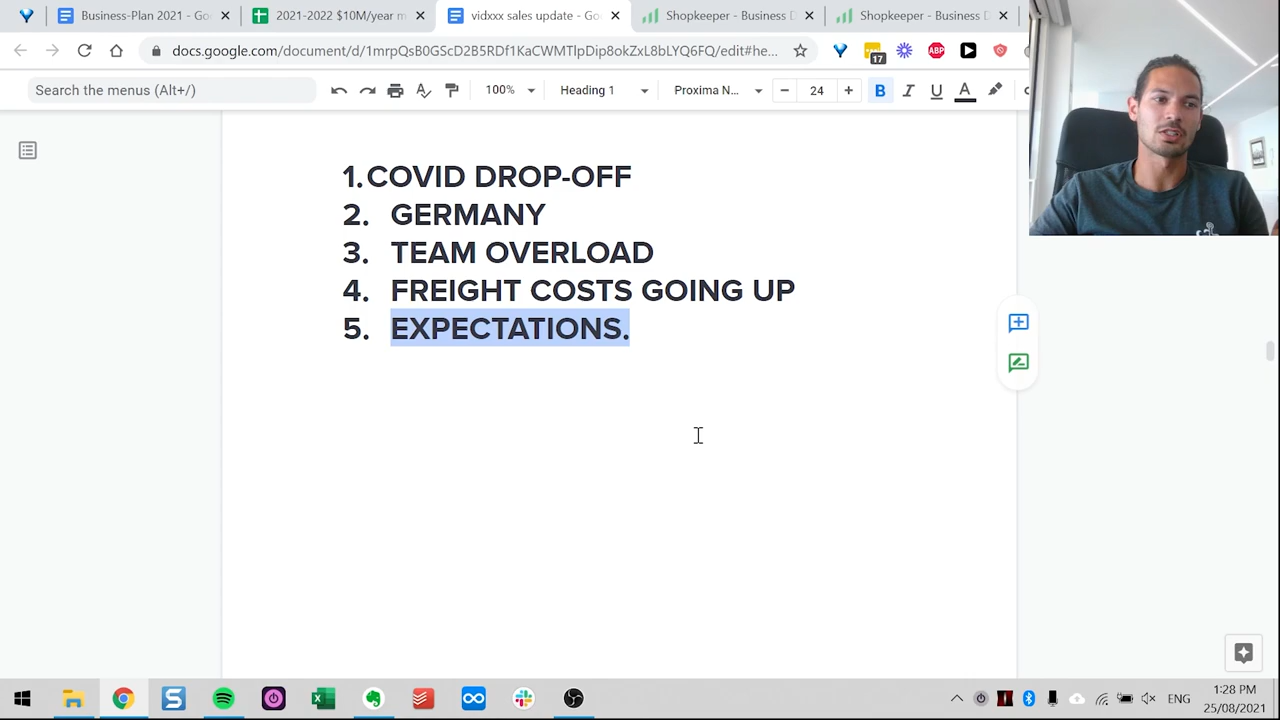 Business-Plan 2021 - Go
2021-2022 $10M/year m
vidxxx sales update - Go
Shopkeeper - Business D
Shopkeeper - Business D
docs.google.com/document/d/1mrpQsB0GScD2B5RDf1KaCWMTlpDip8okZxL8bLYQ6FQ/edit#he...
17
ABP
Search the menus (Alt+/)
100%
Heading 1
Proxima N...
24
B
I
U
A
1. COVID DROP-OFF
2. GERMANY
3. TEAM OVERLOAD
4. FREIGHT COSTS GOING UP
5. EXPECTATIONS.
ENG
1:28 PM
25/08/2021